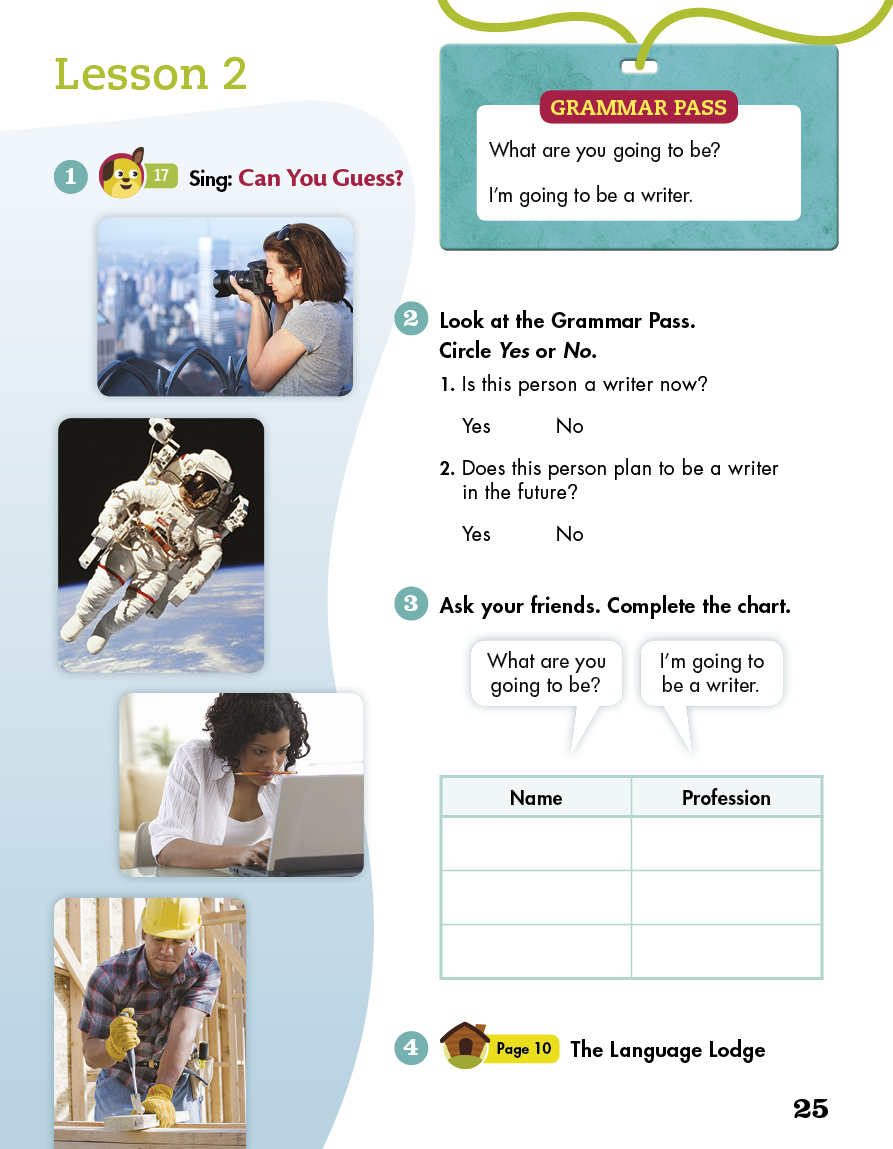 Lesson 2
1 17 Sing: Can You Guess?
GRAMMAR PASS
What are you going to be?
I'm going to be a writer.
2 Look at the Grammar Pass.
Circle Yes or No.
1. Is this person a writer now?
Yes No
2. Does this person plan to be a writer
in the future?
Yes No
3 Ask your friends. Complete the chart.
What are you
going to be?
I'm going to
be a writer.
Name Profession
4 Page 10 The Language Lodge
25